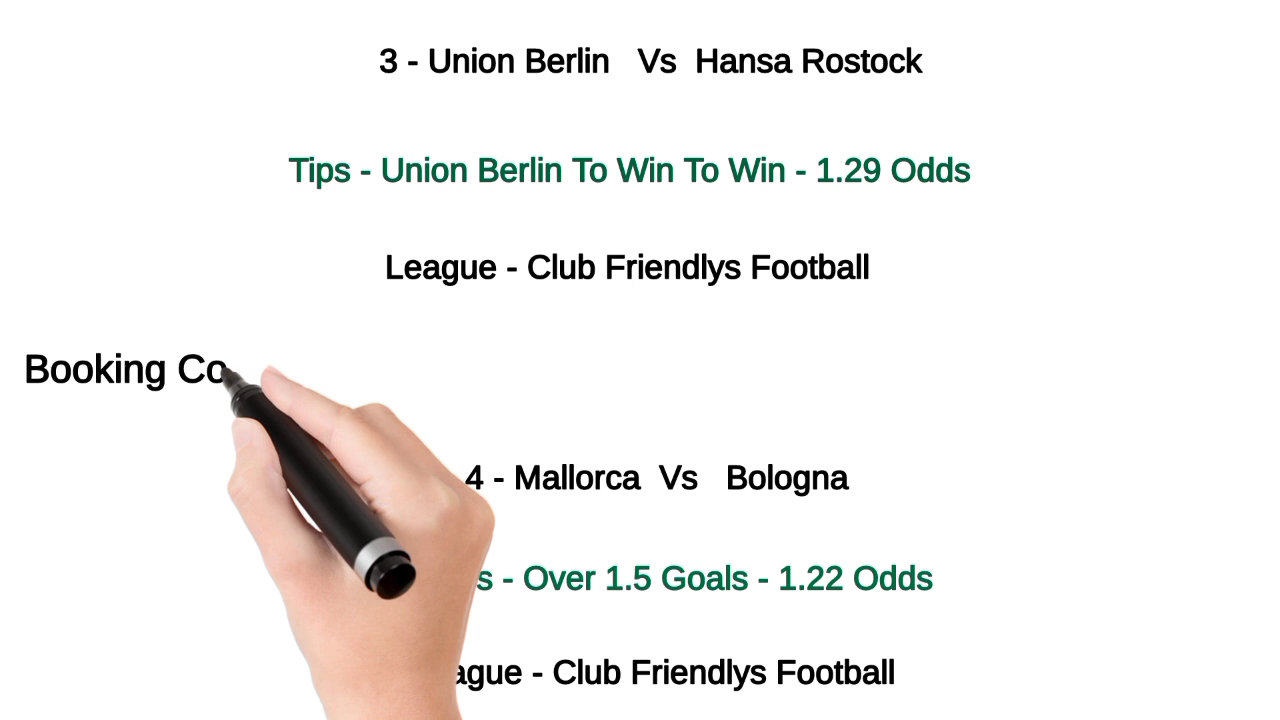 3 - Union Berlin Vs Hansa Rostock
Tips - Union Berlin To Win To Win - 1.29 Odds
League - Club Friendlys Football
Booking Co
4 - Mallorca Vs Bologna
s - Over 1.5 Goals - 1.22 Odds
ague - Club Friendlys Football